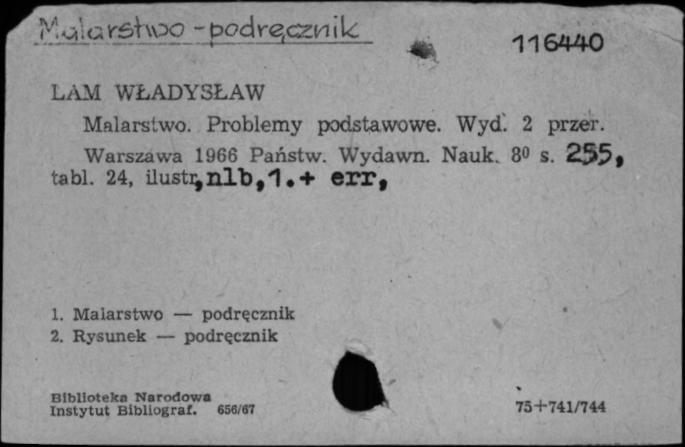 Malarstwo - podręcznik
116440
LAM WŁADYSŁAW
Malarstwo. Problemy podstawowe. Wyd. 2 przer.
Warszawa 1966 Państw. Wydawn. Nauk. 8⁰ s. 255,
tabl. 24, ilustr,nlb,1.+ err,
1. Malarstwo — podręcznik
2. Rysunek — podręcznik
Biblioteka Narodowa
Instytut Bibliograf. 656/67
75+741/744